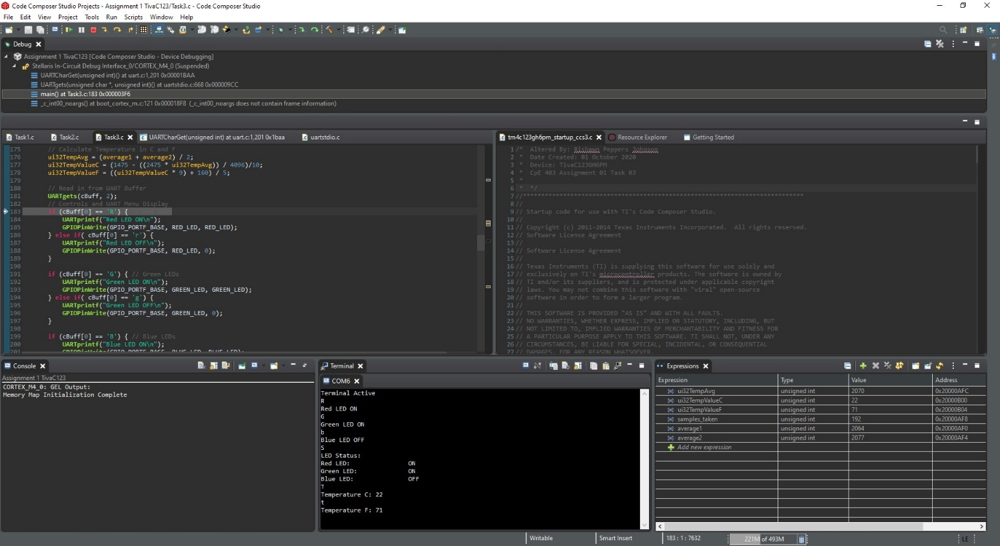 Code Composer Studio Projects - Assignment 1 TivaC123/Task3.c - Code Composer Studio
File Edit View Project Tools Run Scripts Window Help
Debug
Assignment 1 TivaC123 [Code Composer Studio - Device Debugging]
Stellaris In-Circuit Debug Interface_0/CORTEX_M4_0 (Suspended)
UARTCharGet(unsigned int)() at uart.c:1,201 0x00001BAA
UARTgets(unsigned char *, unsigned int)() at uartstdio.c:668 0x000009CC
main() at Task3.c:183 0x000003F6
_c_int00_noargs() at boot_cortex_m.c:121 0x000018F8 (_c_int00_noargs does not contain frame information)
Task1.c Task2.c Task3.c UARTCharGet(unsigned int) at uart.c:1,201 0x1baa uartstdio.c
175 // Calculate Temperature in C and F
176 ui32TempAvg = (average1 + average2) / 2;
177 ui32TempValueC = (1475 - ((2475 * ui32TempAvg)) / 4096)/10;
178 ui32TempValueF = ((ui32TempValueC * 9) + 160) / 5;
179
180 // Read in from UART Buffer
181 UARTgets(cBuff, 2);
182 // Controls and UART Menu Display
183 if (cBuff[0] == 'R') {
184 UARTprintf("Red LED ON\n");
185 GPIOPinWrite(GPIO_PORTF_BASE, RED_LED, RED_LED);
186 } else if( cBuff[0] == 'r') {
187 UARTprintf("Red LED OFF\n");
188 GPIOPinWrite(GPIO_PORTF_BASE, RED_LED, 0);
189 }
190
191 if (cBuff[0] == 'G') { // Green LEDs
192 UARTprintf("Green LED ON\n");
193 GPIOPinWrite(GPIO_PORTF_BASE, GREEN_LED, GREEN_LED);
194 } else if( cBuff[0] == 'g') {
195 UARTprintf("Green LED OFF\n");
196 GPIOPinWrite(GPIO_PORTF_BASE, GREEN_LED, 0);
197 }
198
199 if (cBuff[0] == 'B') { // Blue LEDs
200 UARTprintf("Blue LED ON\n");
201 GPIOPinWrite(GPIO_PORTF_BASE, BLUE_LED, BLUE_LED);
tm4c123gh6pm_startup_ccs3.c Resource Explorer Getting Started
1 /* Altered By: Rishawn Peppers Johnson
2 * Date Created: 01 October 2020
3 * Device: TivaC123GH6PM
4 * CpE 403 Assignment 01 Task 03
5 *
6 * */
7 //*****************************************************************************
8 //
9 // Startup code for use with TI's Code Composer Studio.
10 //
11 // Copyright (c) 2011-2014 Texas Instruments Incorporated. All rights reserved.
12 // Software License Agreement
13 //
14 // Software License Agreement
15 //
16 // Texas Instruments (TI) is supplying this software for use solely and
17 // exclusively on TI's microcontroller products. The software is owned by
18 // TI and/or its suppliers, and is protected under applicable copyright
19 // laws. You may not combine this software with "viral" open-source
20 // software in order to form a larger program.
21 //
22 // THIS SOFTWARE IS PROVIDED "AS IS" AND WITH ALL FAULTS.
23 // NO WARRANTIES, WHETHER EXPRESS, IMPLIED OR STATUTORY, INCLUDING, BUT
24 // NOT LIMITED TO, IMPLIED WARRANTIES OF MERCHANTABILITY AND FITNESS FOR
25 // A PARTICULAR PURPOSE APPLY TO THIS SOFTWARE. TI SHALL NOT, UNDER ANY
26 // CIRCUMSTANCES, BE LIABLE FOR SPECIAL, INCIDENTAL, OR CONSEQUENTIAL
27 // DAMAGES, FOR ANY REASON WHATSOEVER.
Console
Assignment 1 TivaC123
CORTEX_M4_0: GEL Output:
Memory Map Initialization Complete
Terminal
COM6
Terminal Active
R
Red LED ON
G
Green LED ON
b
Blue LED OFF
S
LED Status:
Red LED: ON
Green LED: ON
Blue LED: OFF
T
Temperature C: 22
t
Temperature F: 71
Expressions
Expression Type Value Address
ui32TempAvg unsigned int 2070 0x20000AFC
ui32TempValueC unsigned int 22 0x20000B00
ui32TempValueF unsigned int 71 0x20000B04
samples_taken unsigned int 192 0x20000AF8
average1 unsigned int 2064 0x20000AF0
average2 unsigned int 2077 0x20000AF4
Add new expression
Writable Smart Insert 183 : 1 : 7632 221M of 493M LE